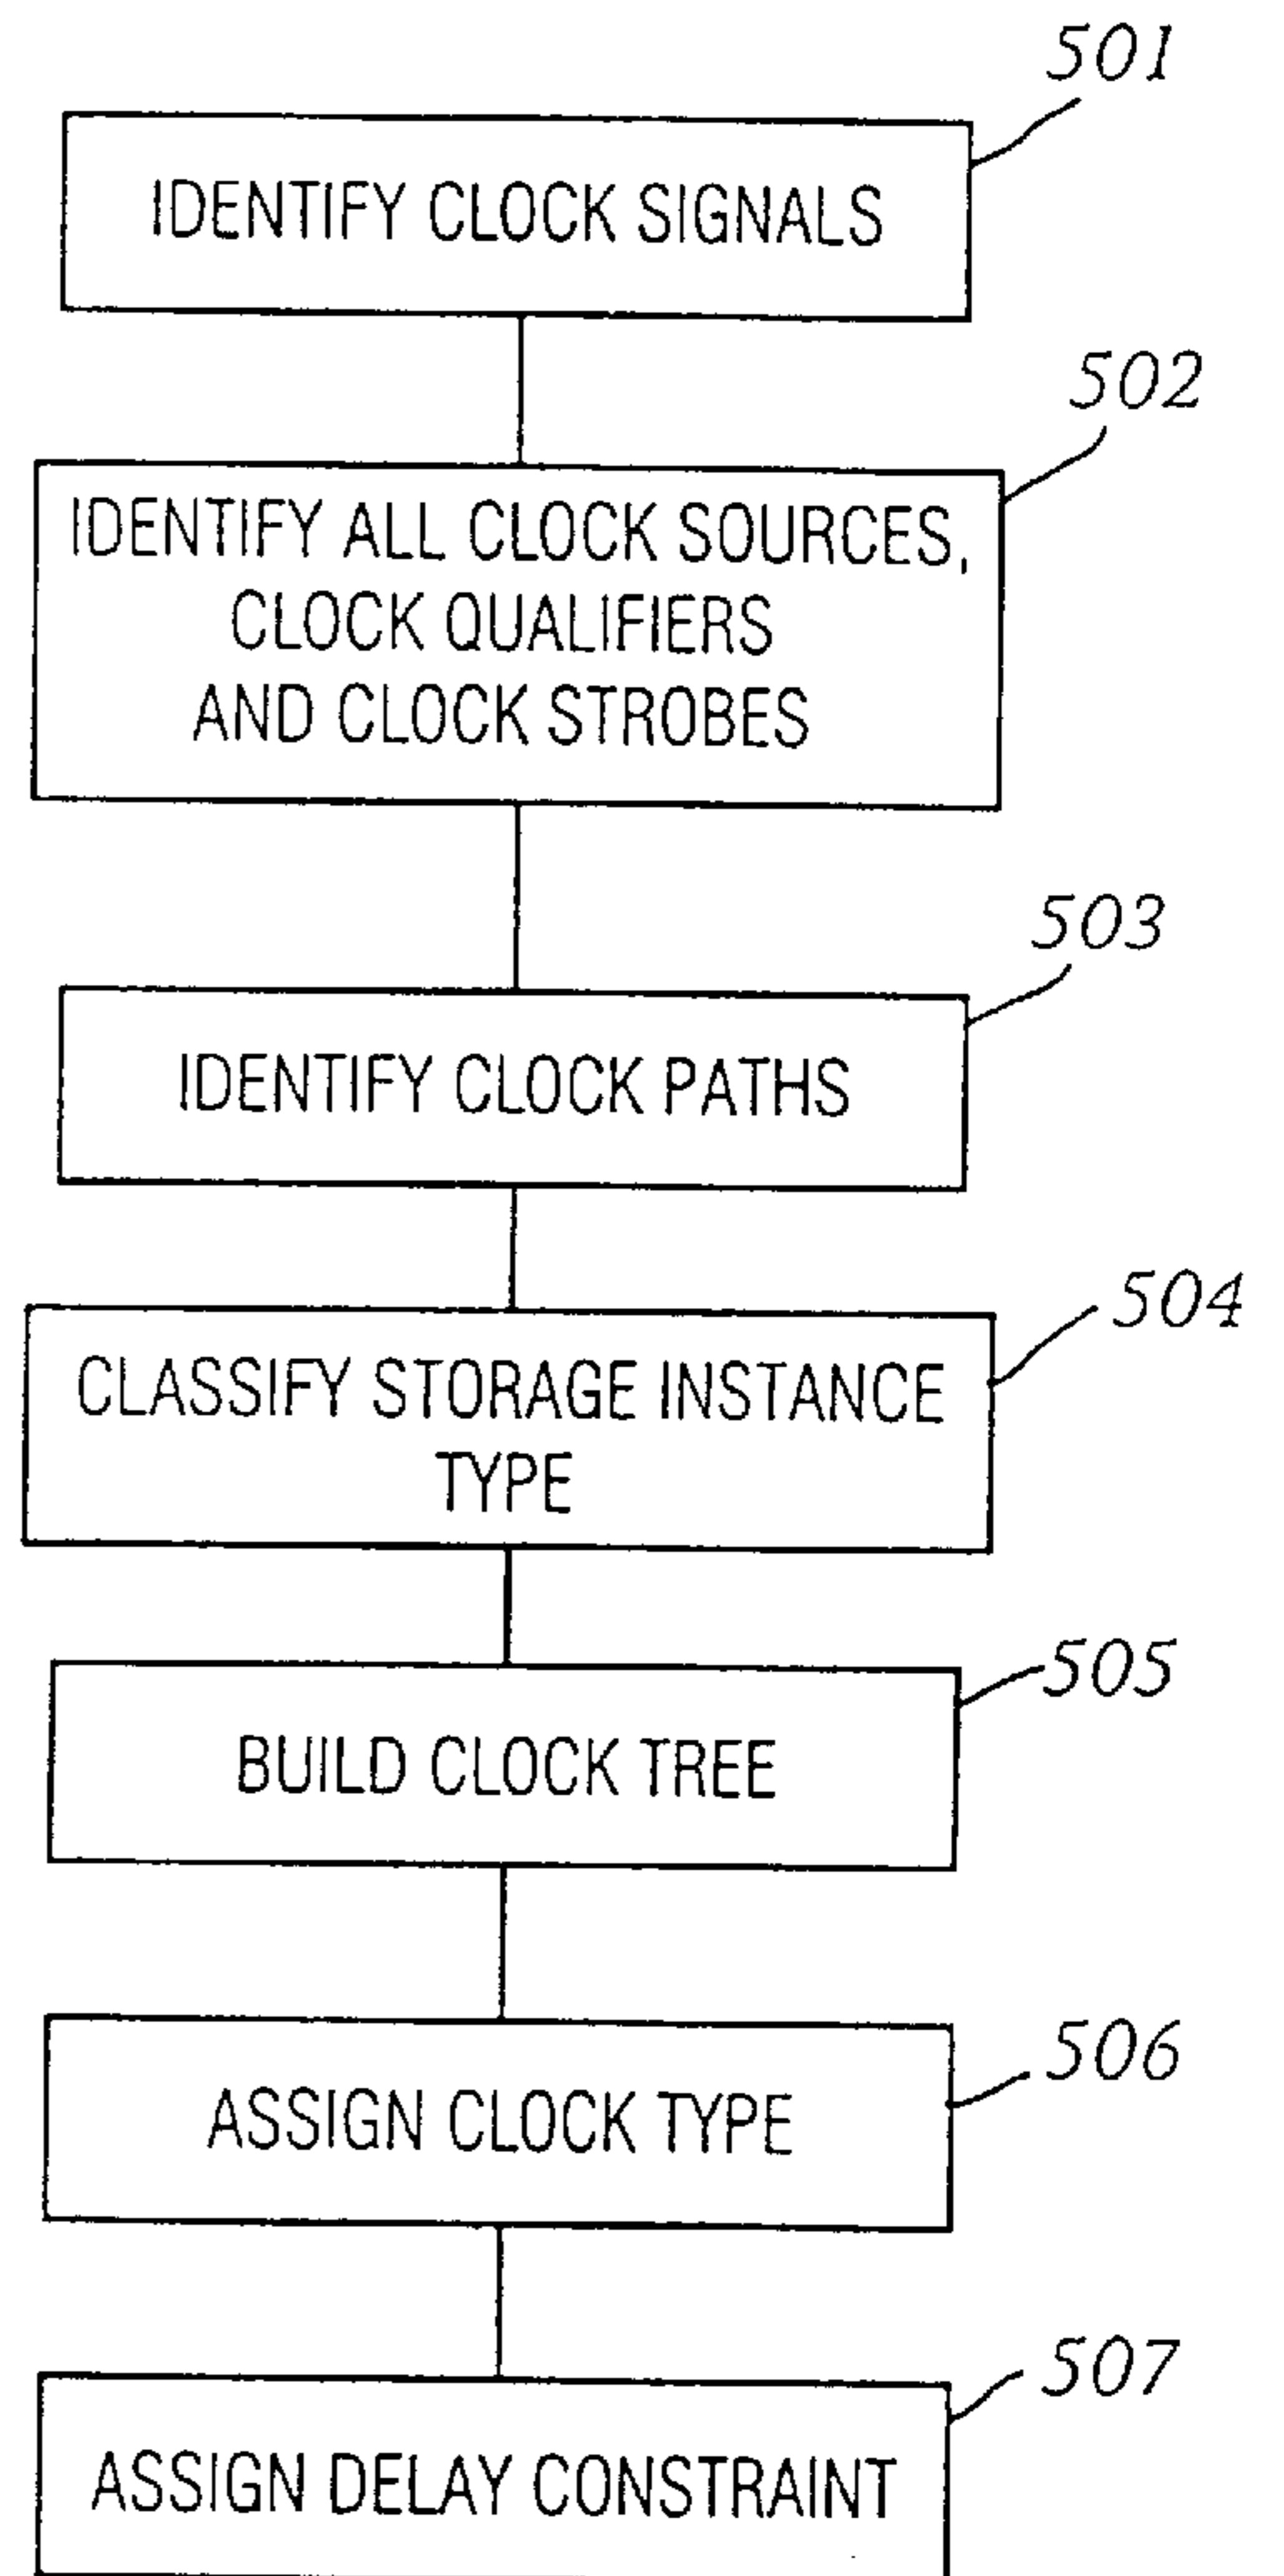 501
IDENTIFY CLOCK SIGNALS
502
IDENTIFY ALL CLOCK SOURCES,
CLOCK QUALIFIERS
AND CLOCK STROBES
503
IDENTIFY CLOCK PATHS
504
CLASSIFY STORAGE INSTANCE
TYPE
505
BUILD CLOCK TREE
506
ASSIGN CLOCK TYPE
507
ASSIGN DELAY CONSTRAINT